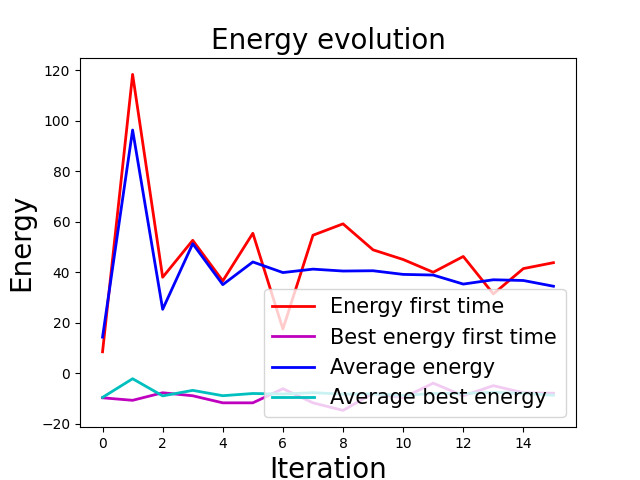 Energy evolution
120
100
80
60
40
20
0
−20
Energy
Energy first time
Best energy first time
Average energy
Average best energy
0 2 4 6 8 10 12 14
Iteration